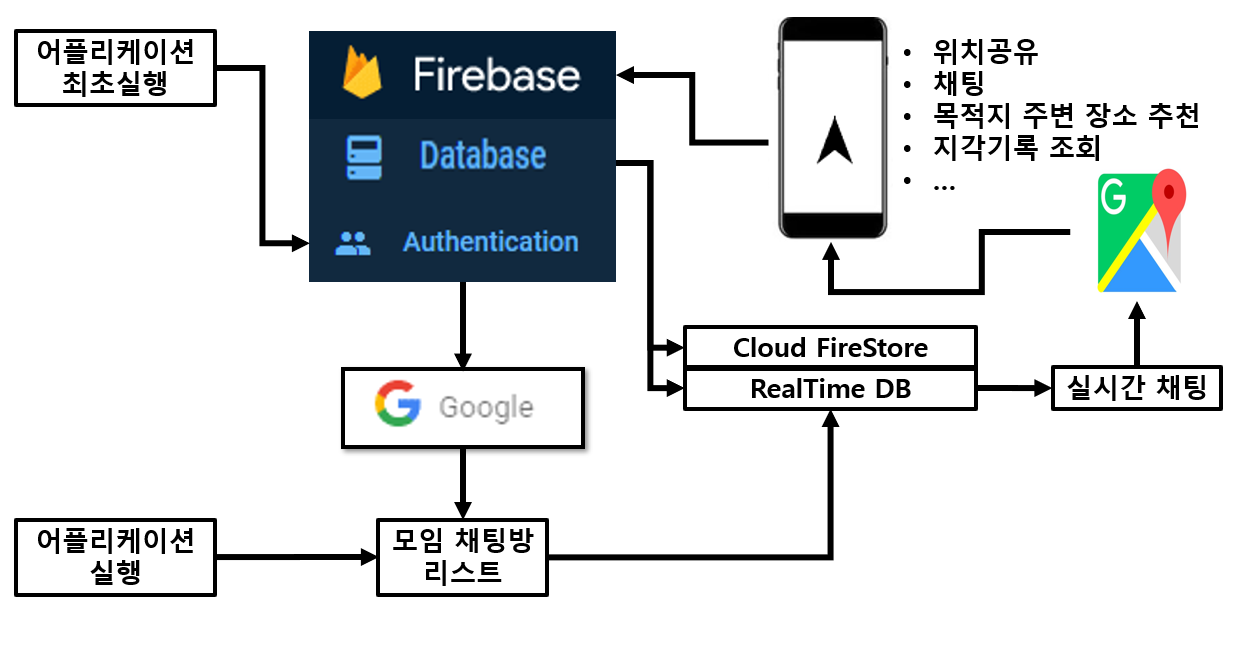 어플리케이션
최초실행
Firebase
Database
Authentication
• 위치공유
• 채팅
• 목적지 주변 장소 추천
• 지각기록 조회
• ...
G
Cloud FireStore
RealTime DB
실시간 채팅
Google
어플리케이션
실행
모임 채팅방
리스트